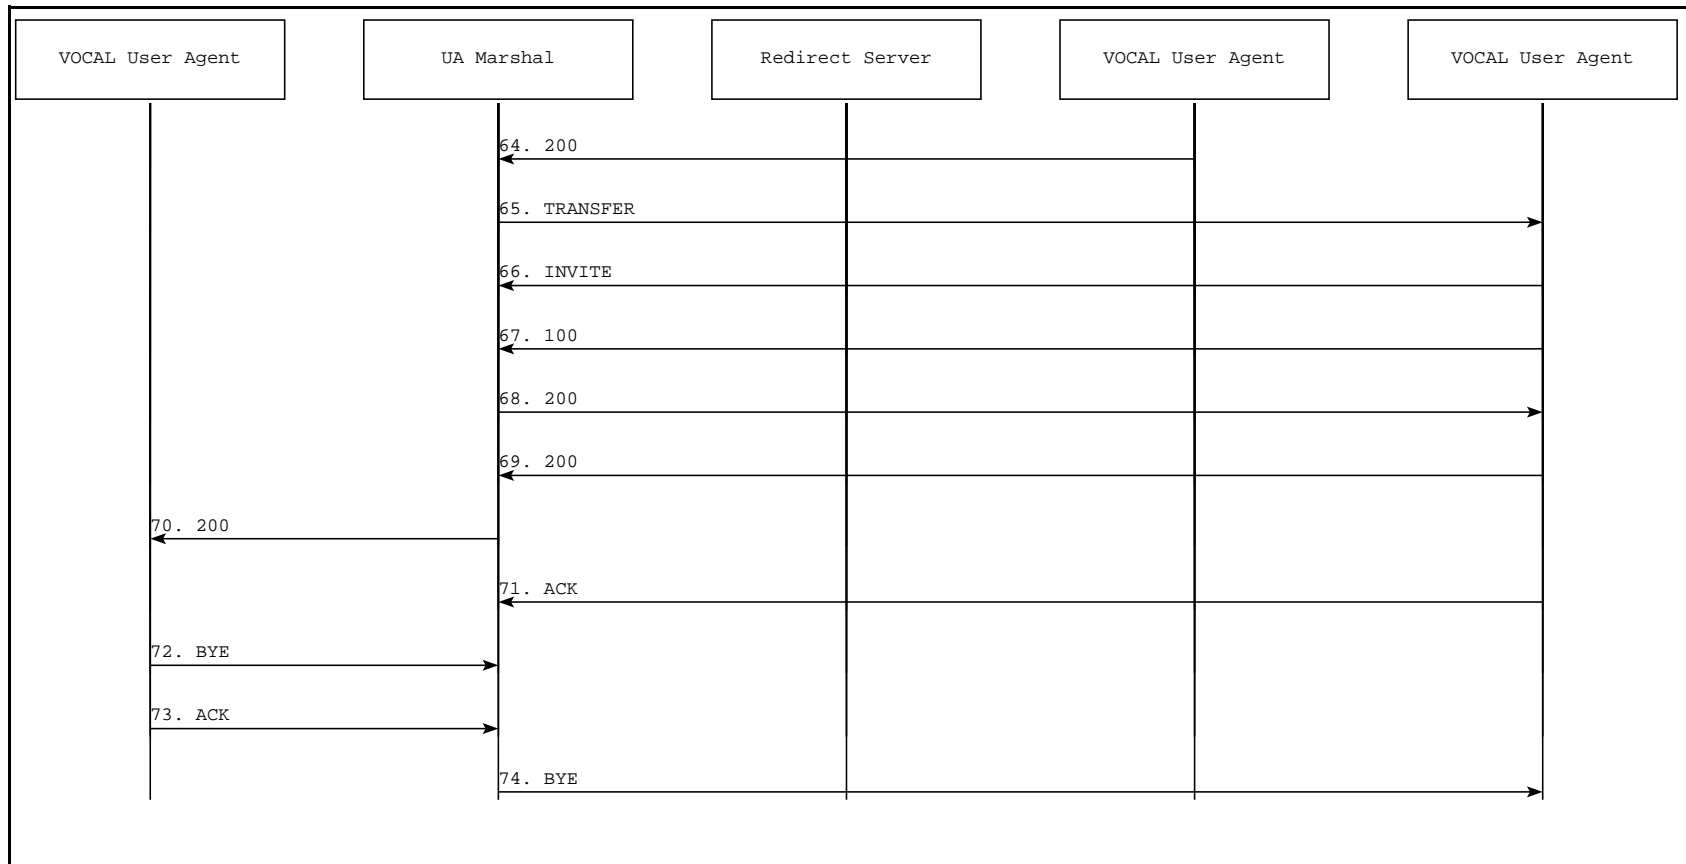 VOCAL User Agent
UA Marshal
Redirect Server
VOCAL User Agent
VOCAL User Agent
64. 200
65. TRANSFER
66. INVITE
67. 100
68. 200
69. 200
70. 200
71. ACK
72. BYE
73. ACK
74. BYE